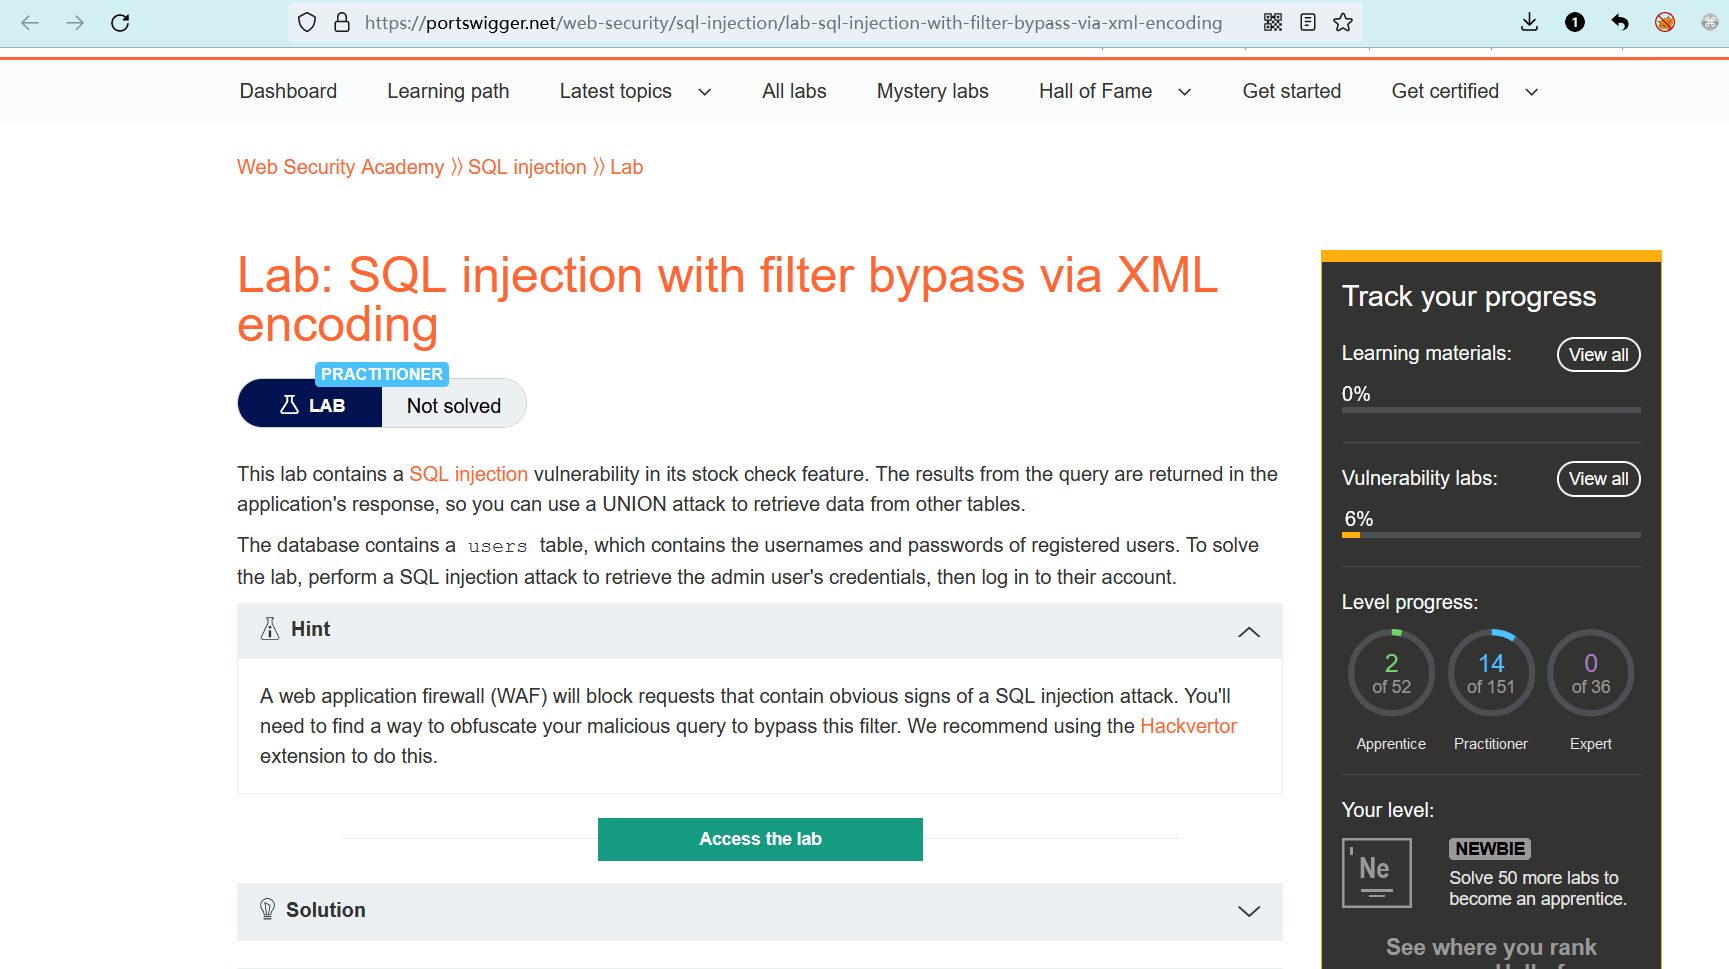 https://portswigger.net/web-security/sql-injection/lab-sql-injection-with-filter-bypass-via-xml-encoding
1
Dashboard Learning path Latest topics All labs Mystery labs Hall of Fame Get started Get certified
Web Security Academy 》 SQL injection 》 Lab
Lab: SQL injection with filter bypass via XML
encoding
PRACTITIONER
LAB Not solved
This lab contains a SQL injection vulnerability in its stock check feature. The results from the query are returned in the
application's response, so you can use a UNION attack to retrieve data from other tables.
The database contains a users table, which contains the usernames and passwords of registered users. To solve
the lab, perform a SQL injection attack to retrieve the admin user's credentials, then log in to their account.
Hint
A web application firewall (WAF) will block requests that contain obvious signs of a SQL injection attack. You'll
need to find a way to obfuscate your malicious query to bypass this filter. We recommend using the Hackvertor
extension to do this.
Access the lab
Solution
Track your progress
Learning materials: View all
0%
Vulnerability labs: View all
6%
Level progress:
2 14 0
of 52 of 151 of 36
Apprentice Practitioner Expert
Your level:
Ne
NEWBIE
Solve 50 more labs to
become an apprentice.
See where you rank